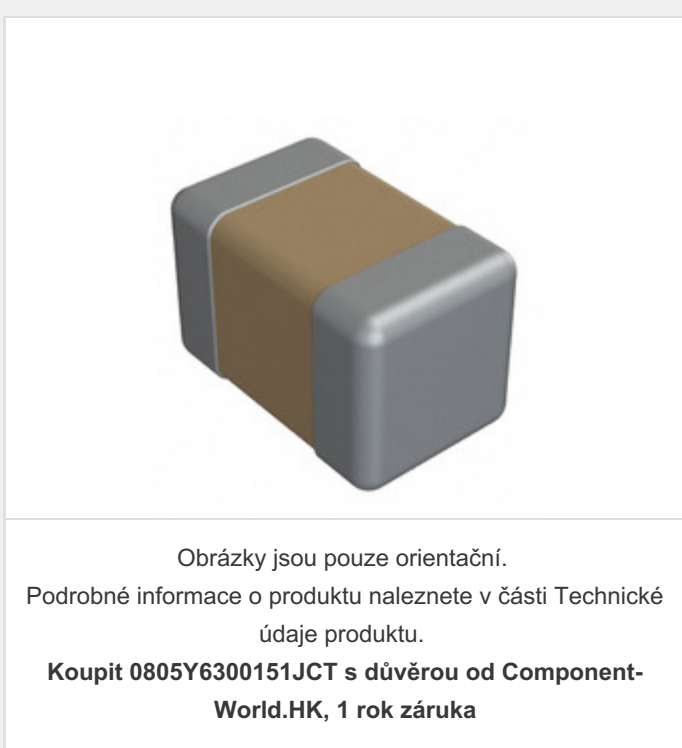 Obrázky jsou pouze orientační.
Podrobné informace o produktu naleznete v části Technické
údaje produktu.
Koupit 0805Y6300151JCT s důvěrou od Component-
World.HK, 1 rok záruka